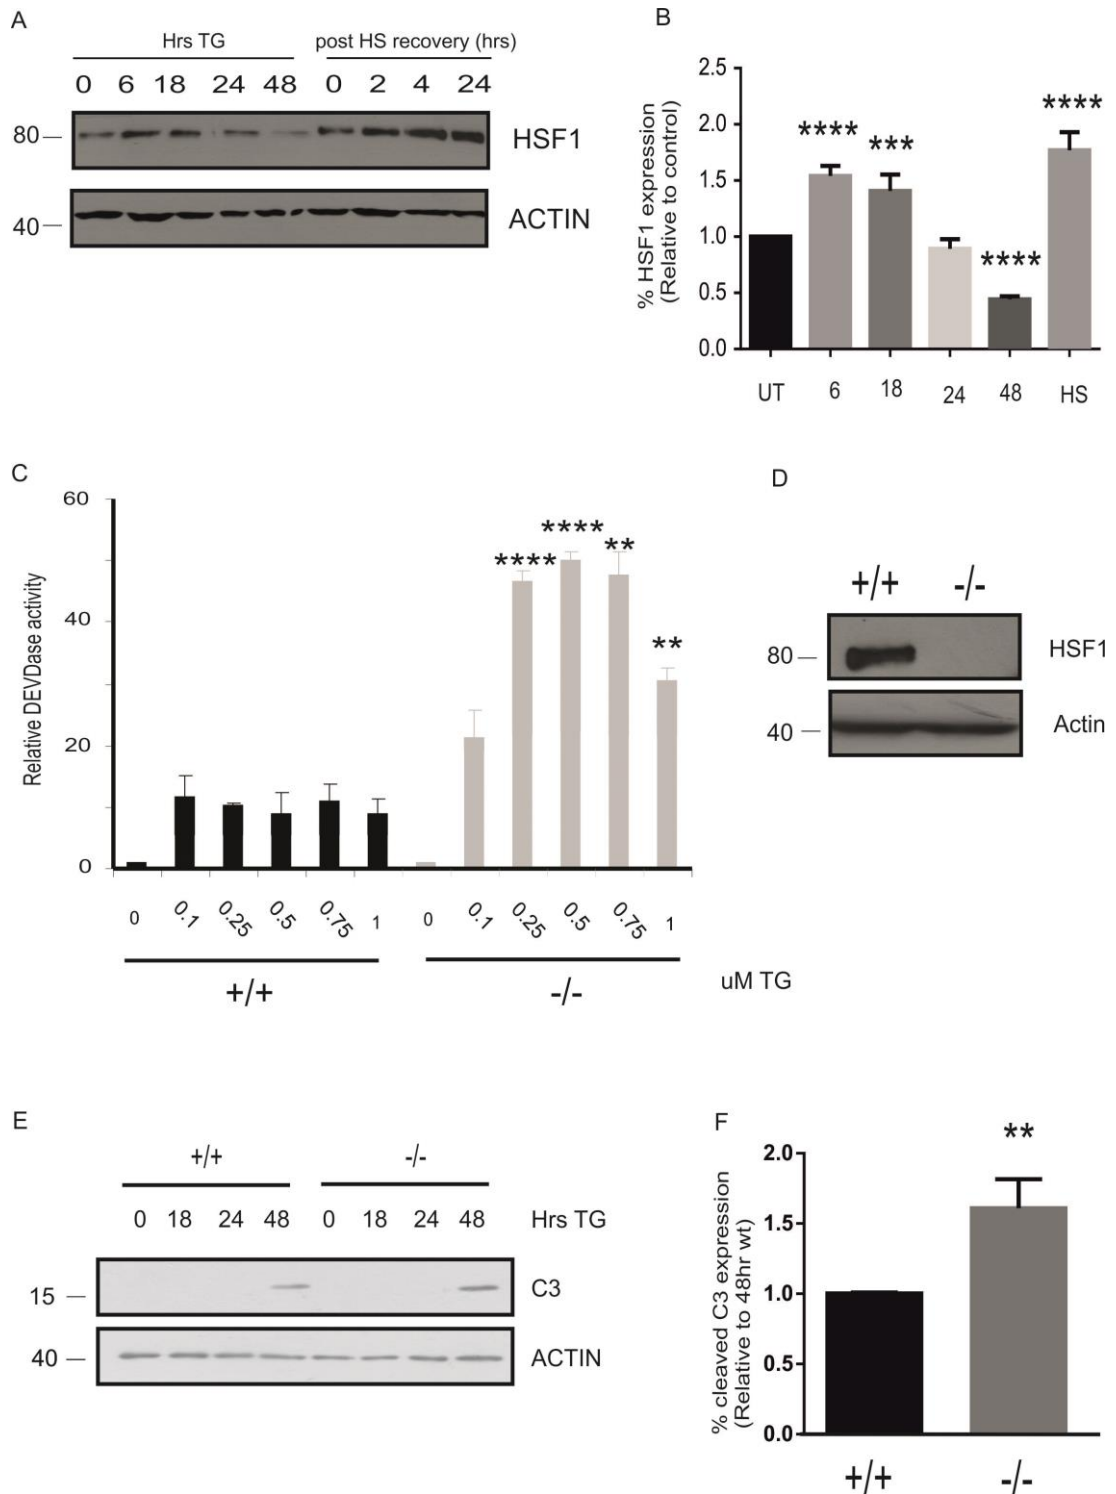 A
Hrs TG post HS recovery (hrs)
0 6 18 24 48 0 2 4 24
80 HSF1
40 ACTIN
B
% HSF1 expression
(Relative to control)
2.5
2.0
1.5
1.0
0.5
0.0
**** *** **** ****
UT 6 18 24 48 HS
C
Relative DEVDase activity
60
40
20
0
**** **** ** **
0 0.1 0.25 0.5 0.75 1 0 0.1 0.25 0.5 0.75 1
+/+ -/- uM TG
D
+/+ -/-
80 HSF1
40 Actin
E
+/+ -/-
0 18 24 48 0 18 24 48 Hrs TG
15 C3
40 ACTIN
F
% cleaved C3 expression
(Relative to 48hr wt)
2.0
1.5
1.0
0.5
0.0
**
+/+ -/-